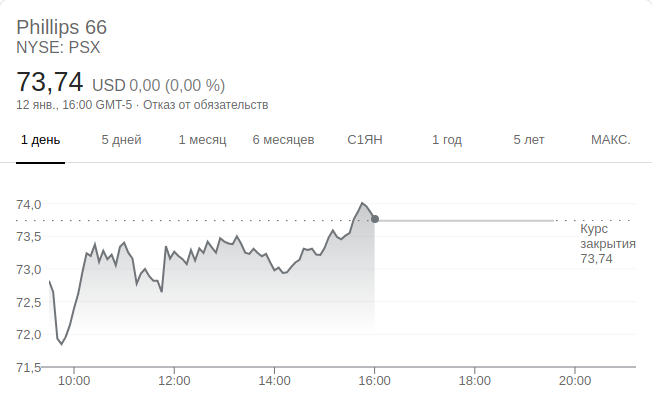 Phillips 66
NYSE: PSX
73,74 USD 0,00 (0,00 %)
12 янв., 16:00 GMT-5 · Отказ от обязательств
1 день 5 дней 1 месяц 6 месяцев С1ЯН 1 год 5 лет МАКС.
74,0
73,5
73,0
72,5
72,0
71,5
Курс
закрытия
73,74
10:00 12:00 14:00 16:00 18:00 20:00